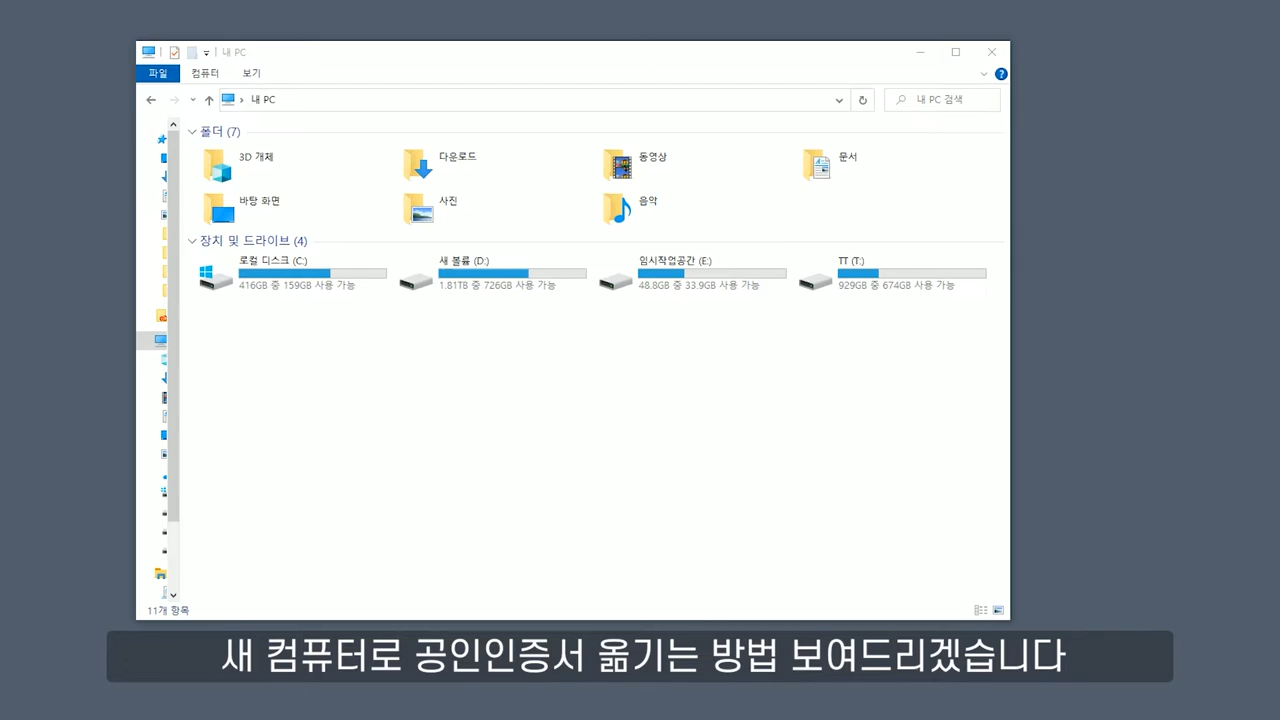 내 PC
파일 컴퓨터 보기
내 PC
내 PC 검색
폴더 (7)
3D 개체
다운로드
동영상
문서
바탕 화면
사진
음악
장치 및 드라이브 (4)
로컬 디스크 (C:)
416GB 중 159GB 사용 가능
새 볼륨 (D:)
1.81TB 중 726GB 사용 가능
임시작업공간 (E:)
48.8GB 중 33.9GB 사용 가능
TT (T:)
929GB 중 674GB 사용 가능
11개 항목
새 컴퓨터로 공인인증서 옮기는 방법 보여드리겠습니다